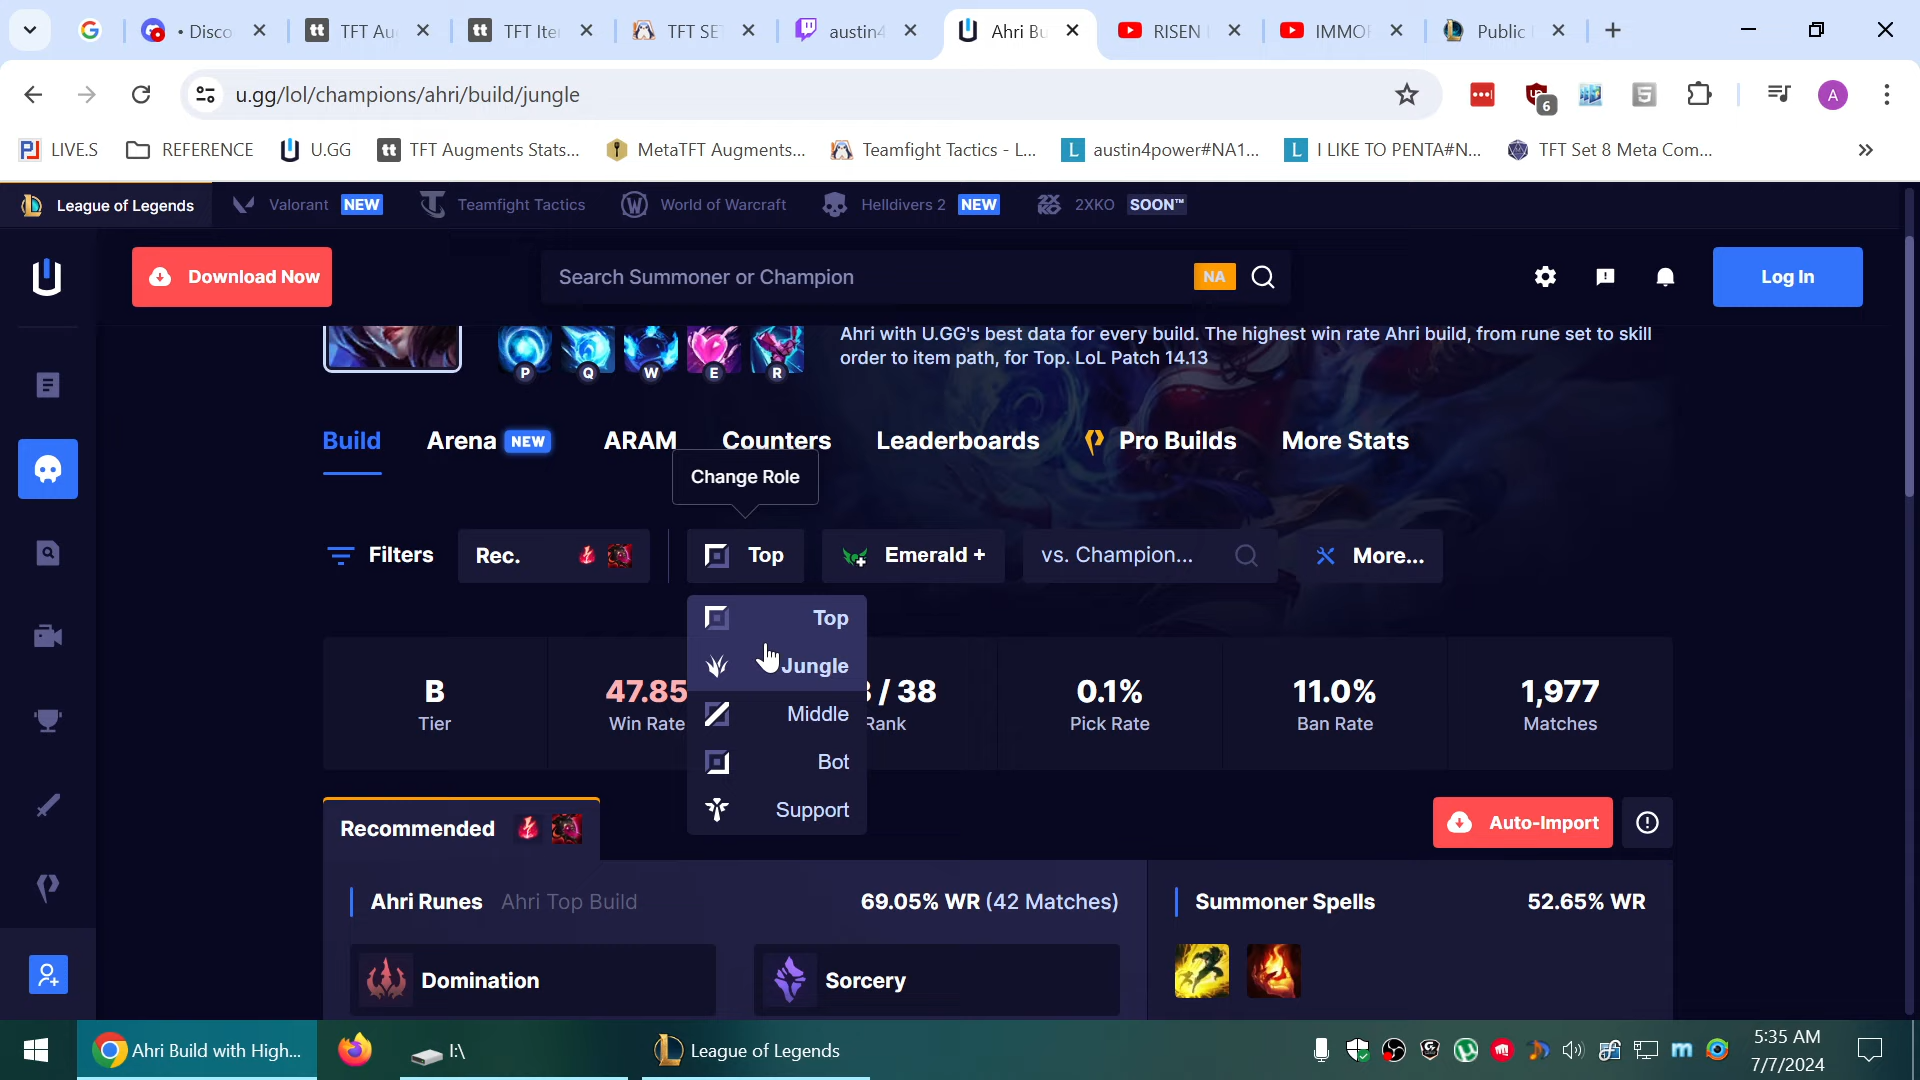 • Disco
TFT Au
TFT Ite
TFT SE
austin4
Ahri Bu
RISEN
IMMOR
Public
u.gg/lol/champions/ahri/build/jungle
6
5
A
LIVE.S
REFERENCE
U.GG
TFT Augments Stats...
MetaTFT Augments...
Teamfight Tactics - L...
austin4power#NA1...
I LIKE TO PENTA#N...
TFT Set 8 Meta Com...
League of Legends
Valorant NEW
Teamfight Tactics
World of Warcraft
Helldivers 2 NEW
2XKO SOON™
Download Now
Search Summoner or Champion
NA
Log In
Ahri with U.GG's best data for every build. The highest win rate Ahri build, from rune set to skill
order to item path, for Top. LoL Patch 14.13
P
Q
W
E
R
Build
Arena NEW
ARAM
Counters
Leaderboards
Pro Builds
More Stats
Change Role
Filters
Rec.
Top
Emerald +
vs. Champion...
More...
Top
Jungle
Middle
Bot
Support
B
Tier
47.85
Win Rate
/ 38
Rank
0.1%
Pick Rate
11.0%
Ban Rate
1,977
Matches
Recommended
Auto-Import
Ahri Runes Ahri Top Build
69.05% WR (42 Matches)
Summoner Spells
52.65% WR
Domination
Sorcery
Ahri Build with High...
I:\
League of Legends
5:35 AM
7/7/2024